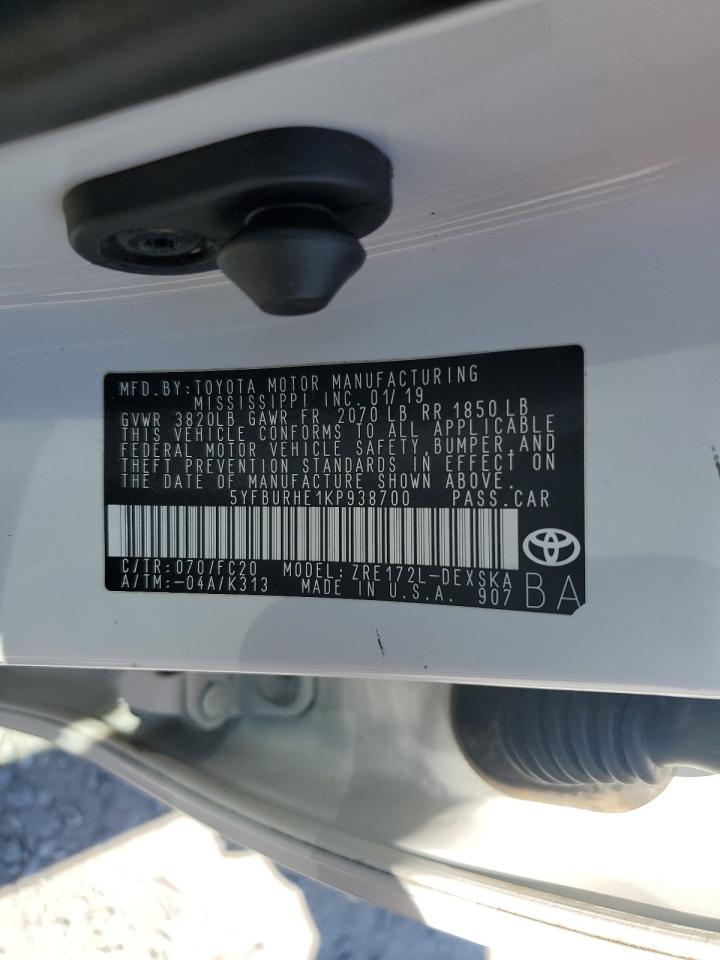 MFD.BY:TOYOTA MOTOR MANUFACTURING
MISSISSIPPI INC.01/19
GVWR 3820LB GAWR FR 2070 LB RR 1850 LB
THIS VEHICLE CONFORMS TO ALL APPLICABLE
FEDERAL MOTOR VEHICLE SAFETY,BUMPER,AND
THEFT PREVENTION STANDARDS IN EFFECT ON
THE DATE OF MANUFACTURE SHOWN ABOVE.
5YFBURHE1KP938700 PASS.CAR
C/TR:070/FC20 MODEL:ZRE172L-DEXSKA
A/TM:-04A/K313 MADE IN U.S.A. 907
BA